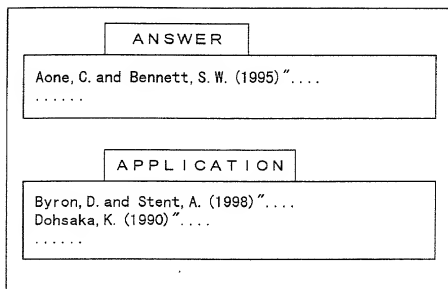 ANSWER
Aone, C. and Bennett, S. W. (1995) ”....
......
APPLICATION
Byron, D. and Stent, A. (1998) ”....
Dohsaka, K. (1990) ”....
......